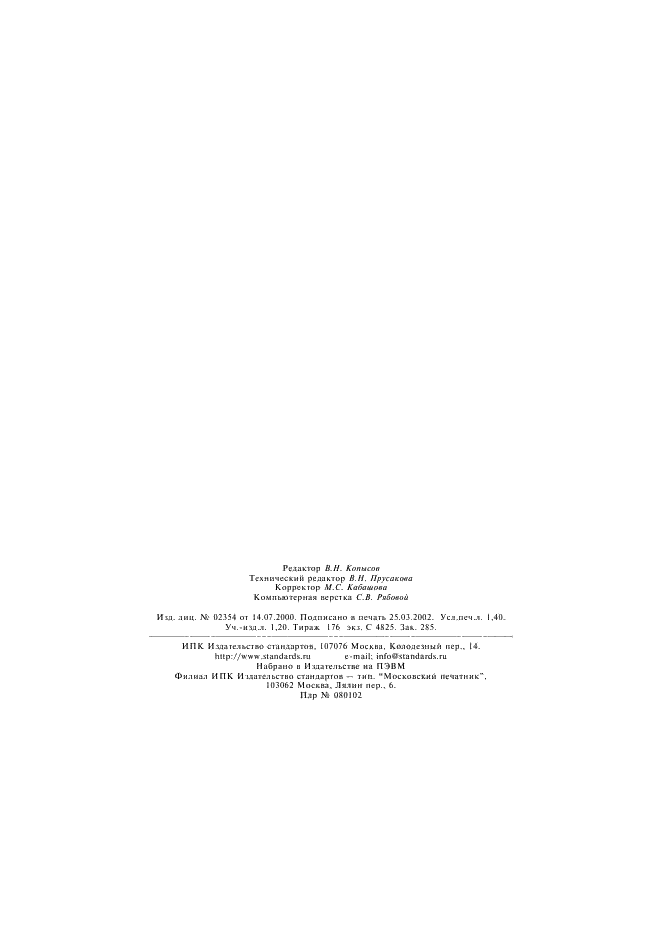 Редактор В.Н. Копысов
Технический редактор В.Н. Прусакова
Корректор М.С. Кабашова
Компьютерная верстка С.В. Рябовой
Изд. лиц. № 02354 от 14.07.2000. Подписано в печать 25.03.2002. Усл.печ.л. 1,40.
Уч.-изд.л. 1,20. Тираж 176 экз. С 4825. Зак. 285.
ИПК Издательство стандартов, 107076 Москва, Колодезный пер., 14.
http://www.standards.ru e-mail; info@standards.ru
Набрано в Издательстве на ПЭВМ
Филиал ИПК Издательство стандартов — тип. “Московский печатник”,
103062 Москва, Лялин пер., 6.
Плр № 080102